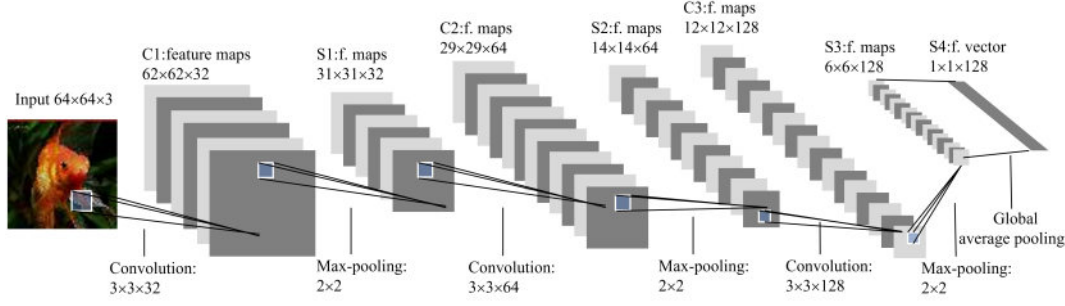 Input 64×64×3
C1:feature maps
62×62×32
S1:f. maps
31×31×32
C2:f. maps
29×29×64
S2:f. maps
14×14×64
C3:f. maps
12×12×128
S3:f. maps
6×6×128
S4:f. vector
1×1×128
Convolution:
3×3×32
Max-pooling:
2×2
Convolution:
3×3×64
Max-pooling:
2×2
Convolution:
3×3×128
Max-pooling:
2×2
Global
average pooling